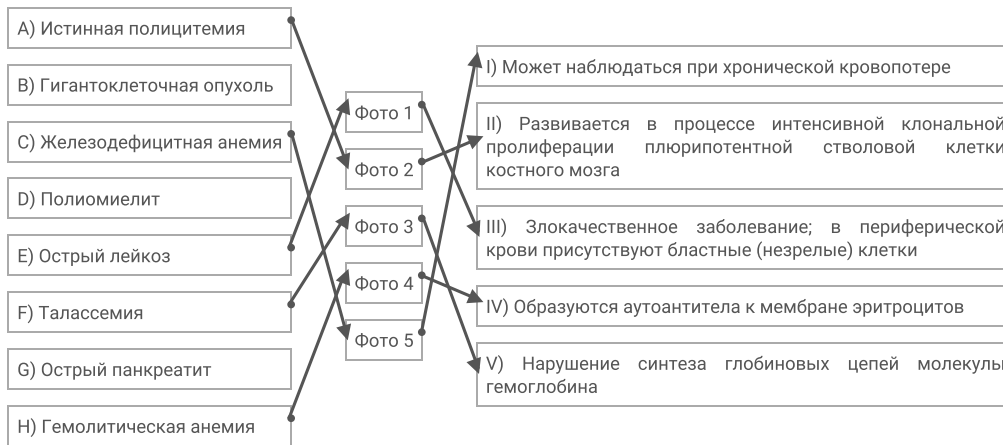 A) Истинная полицитемия
B) Гигантоклеточная опухоль
C) Железодефицитная анемия
D) Полиомиелит
E) Острый лейкоз
F) Талассемия
G) Острый панкреатит
H) Гемолитическая анемия
Фото 1
Фото 2
Фото 3
Фото 4
Фото 5
I) Может наблюдаться при хронической кровопотере
II) Развивается в процессе интенсивной клональной
пролиферации плюрипотентной стволовой клетки
костного мозга
III) Злокачественное заболевание; в периферической
крови присутствуют бластные (незрелые) клетки
IV) Образуются аутоантитела к мембране эритроцитов
V) Нарушение синтеза глобиновых цепей молекулы
гемоглобина